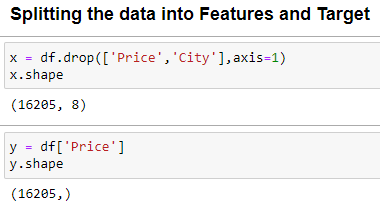 Splitting the data into Features and Target
x = df.drop(['Price','City'],axis=1)
x.shape
(16205, 8)
y = df['Price']
y.shape
(16205,)